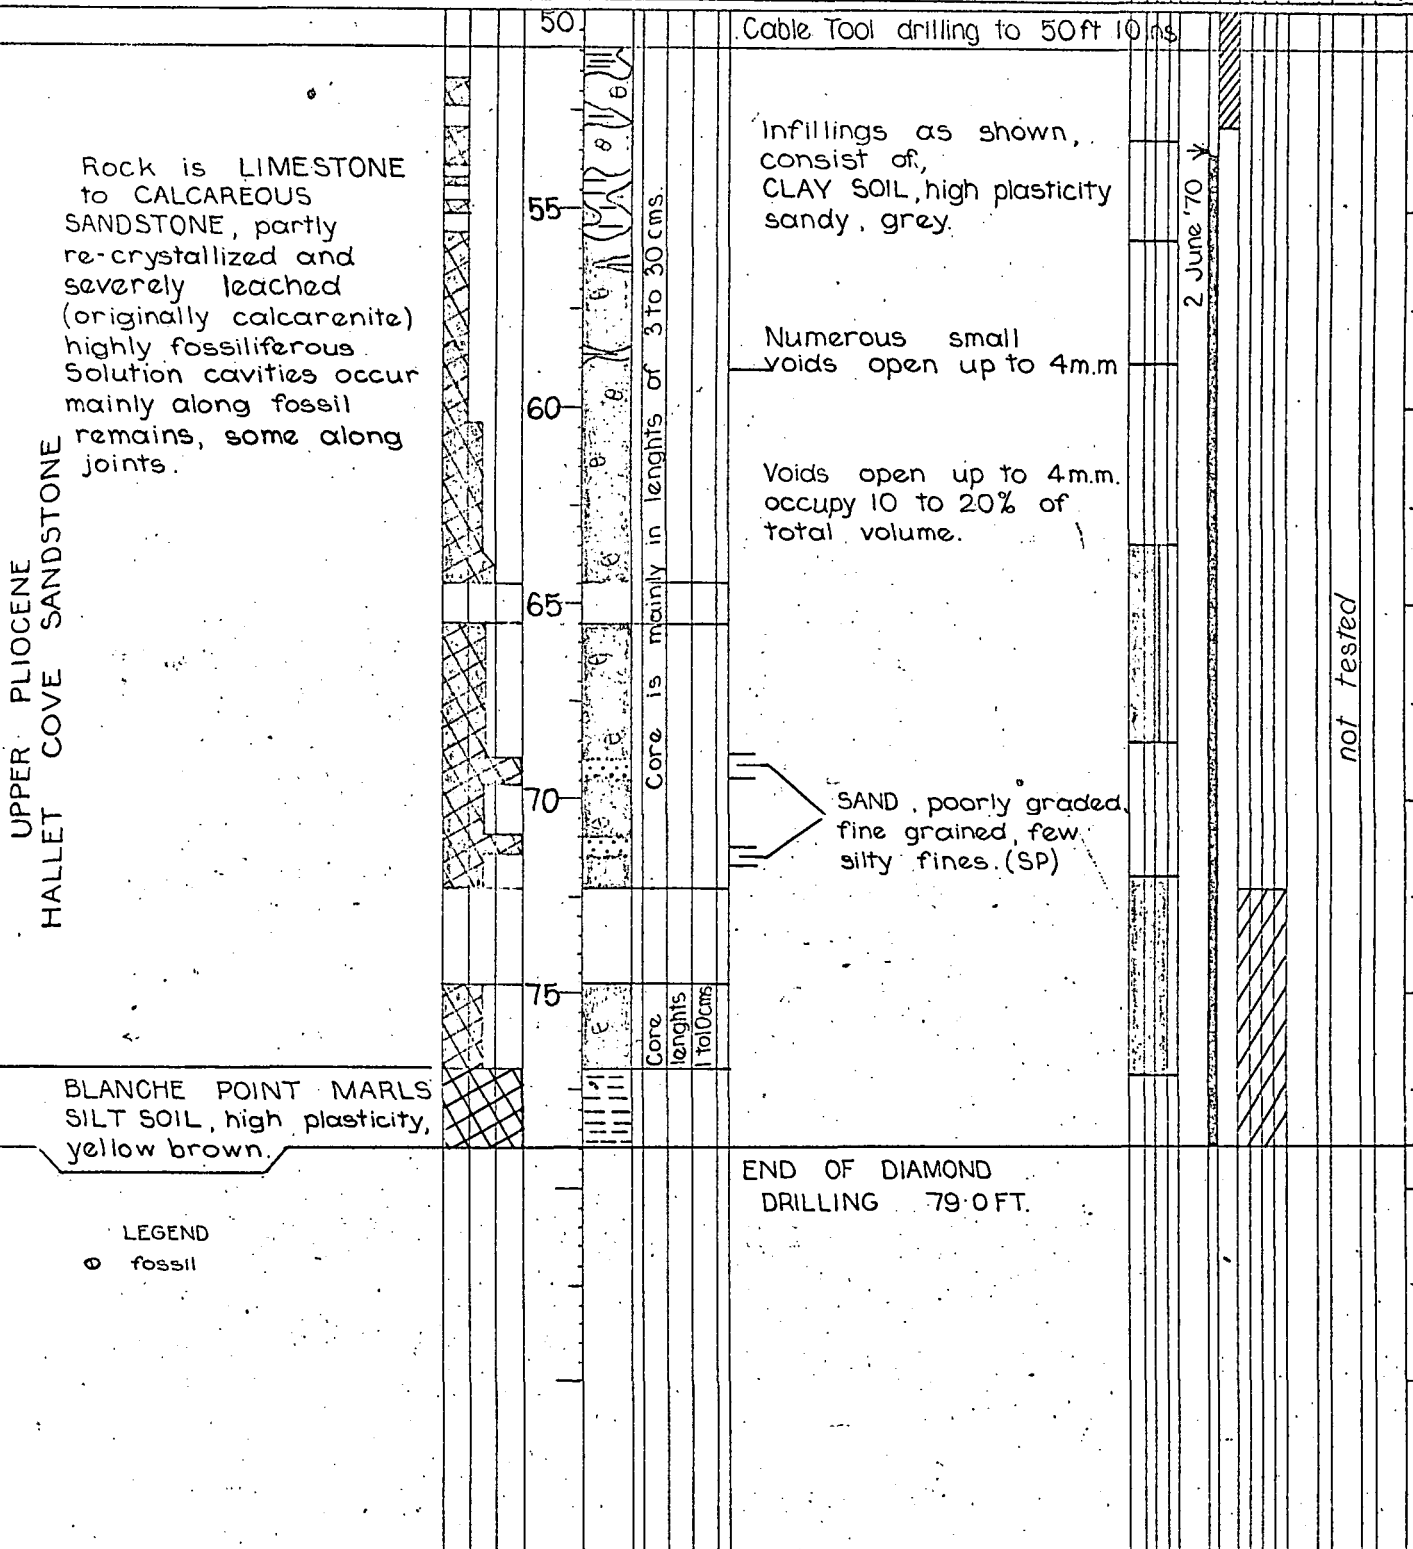 50
Cable Tool drilling to 50ft 10ins
Rock is LIMESTONE
to CALCAREOUS
SANDSTONE, partly
re-crystallized and
severely leached
(originally calcarenite)
highly fossiliferous.
Solution cavities occur
mainly along fossil
remains, some along
joints.
UPPER PLIOCENE
HALLET COVE SANDSTONE
55
60
65
70
75
Core is mainly in lenghts of 3 to 30 cms.
Core
lenghts
1 to 10cms
Infillings as shown,
consist of,
CLAY SOIL, high plasticity
sandy, grey.
Numerous small
voids open up to 4m.m
Voids open up to 4m.m.
occupy 10 to 20% of
total volume.
SAND, poorly graded,
fine grained, few
silty fines. (SP)
2 June '70
not tested
BLANCHE POINT MARLS
SILT SOIL, high plasticity,
yellow brown.
END OF DIAMOND
DRILLING 79·0 FT.
LEGEND
fossil